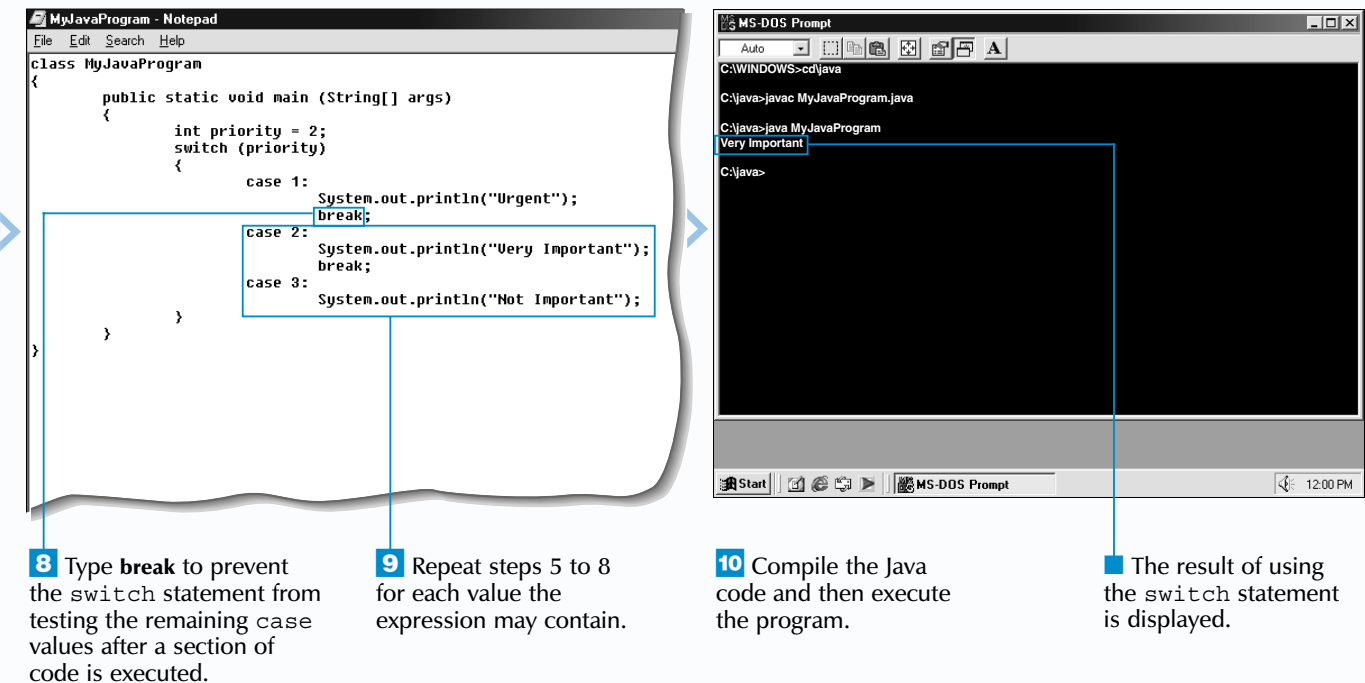 MyJavaProgram - Notepad
File Edit Search Help
class MyJavaProgram
{
public static void main (String[] args)
{
int priority = 2;
switch (priority)
{
case 1:
System.out.println("Urgent");
break;
case 2:
System.out.println("Very Important");
break;
case 3:
System.out.println("Not Important");
}
}
}
8 Type break to prevent
the switch statement from
testing the remaining case
values after a section of
code is executed.
9 Repeat steps 5 to 8
for each value the
expression may contain.
MS-DOS Prompt
Auto
A
C:\WINDOWS>cd\java
C:\java>javac MyJavaProgram.java
C:\java>java MyJavaProgram
Very Important
C:\java>
Start MS-DOS Prompt 12:00 PM
10 Compile the Java
code and then execute
the program.
The result of using
the switch statement
is displayed.